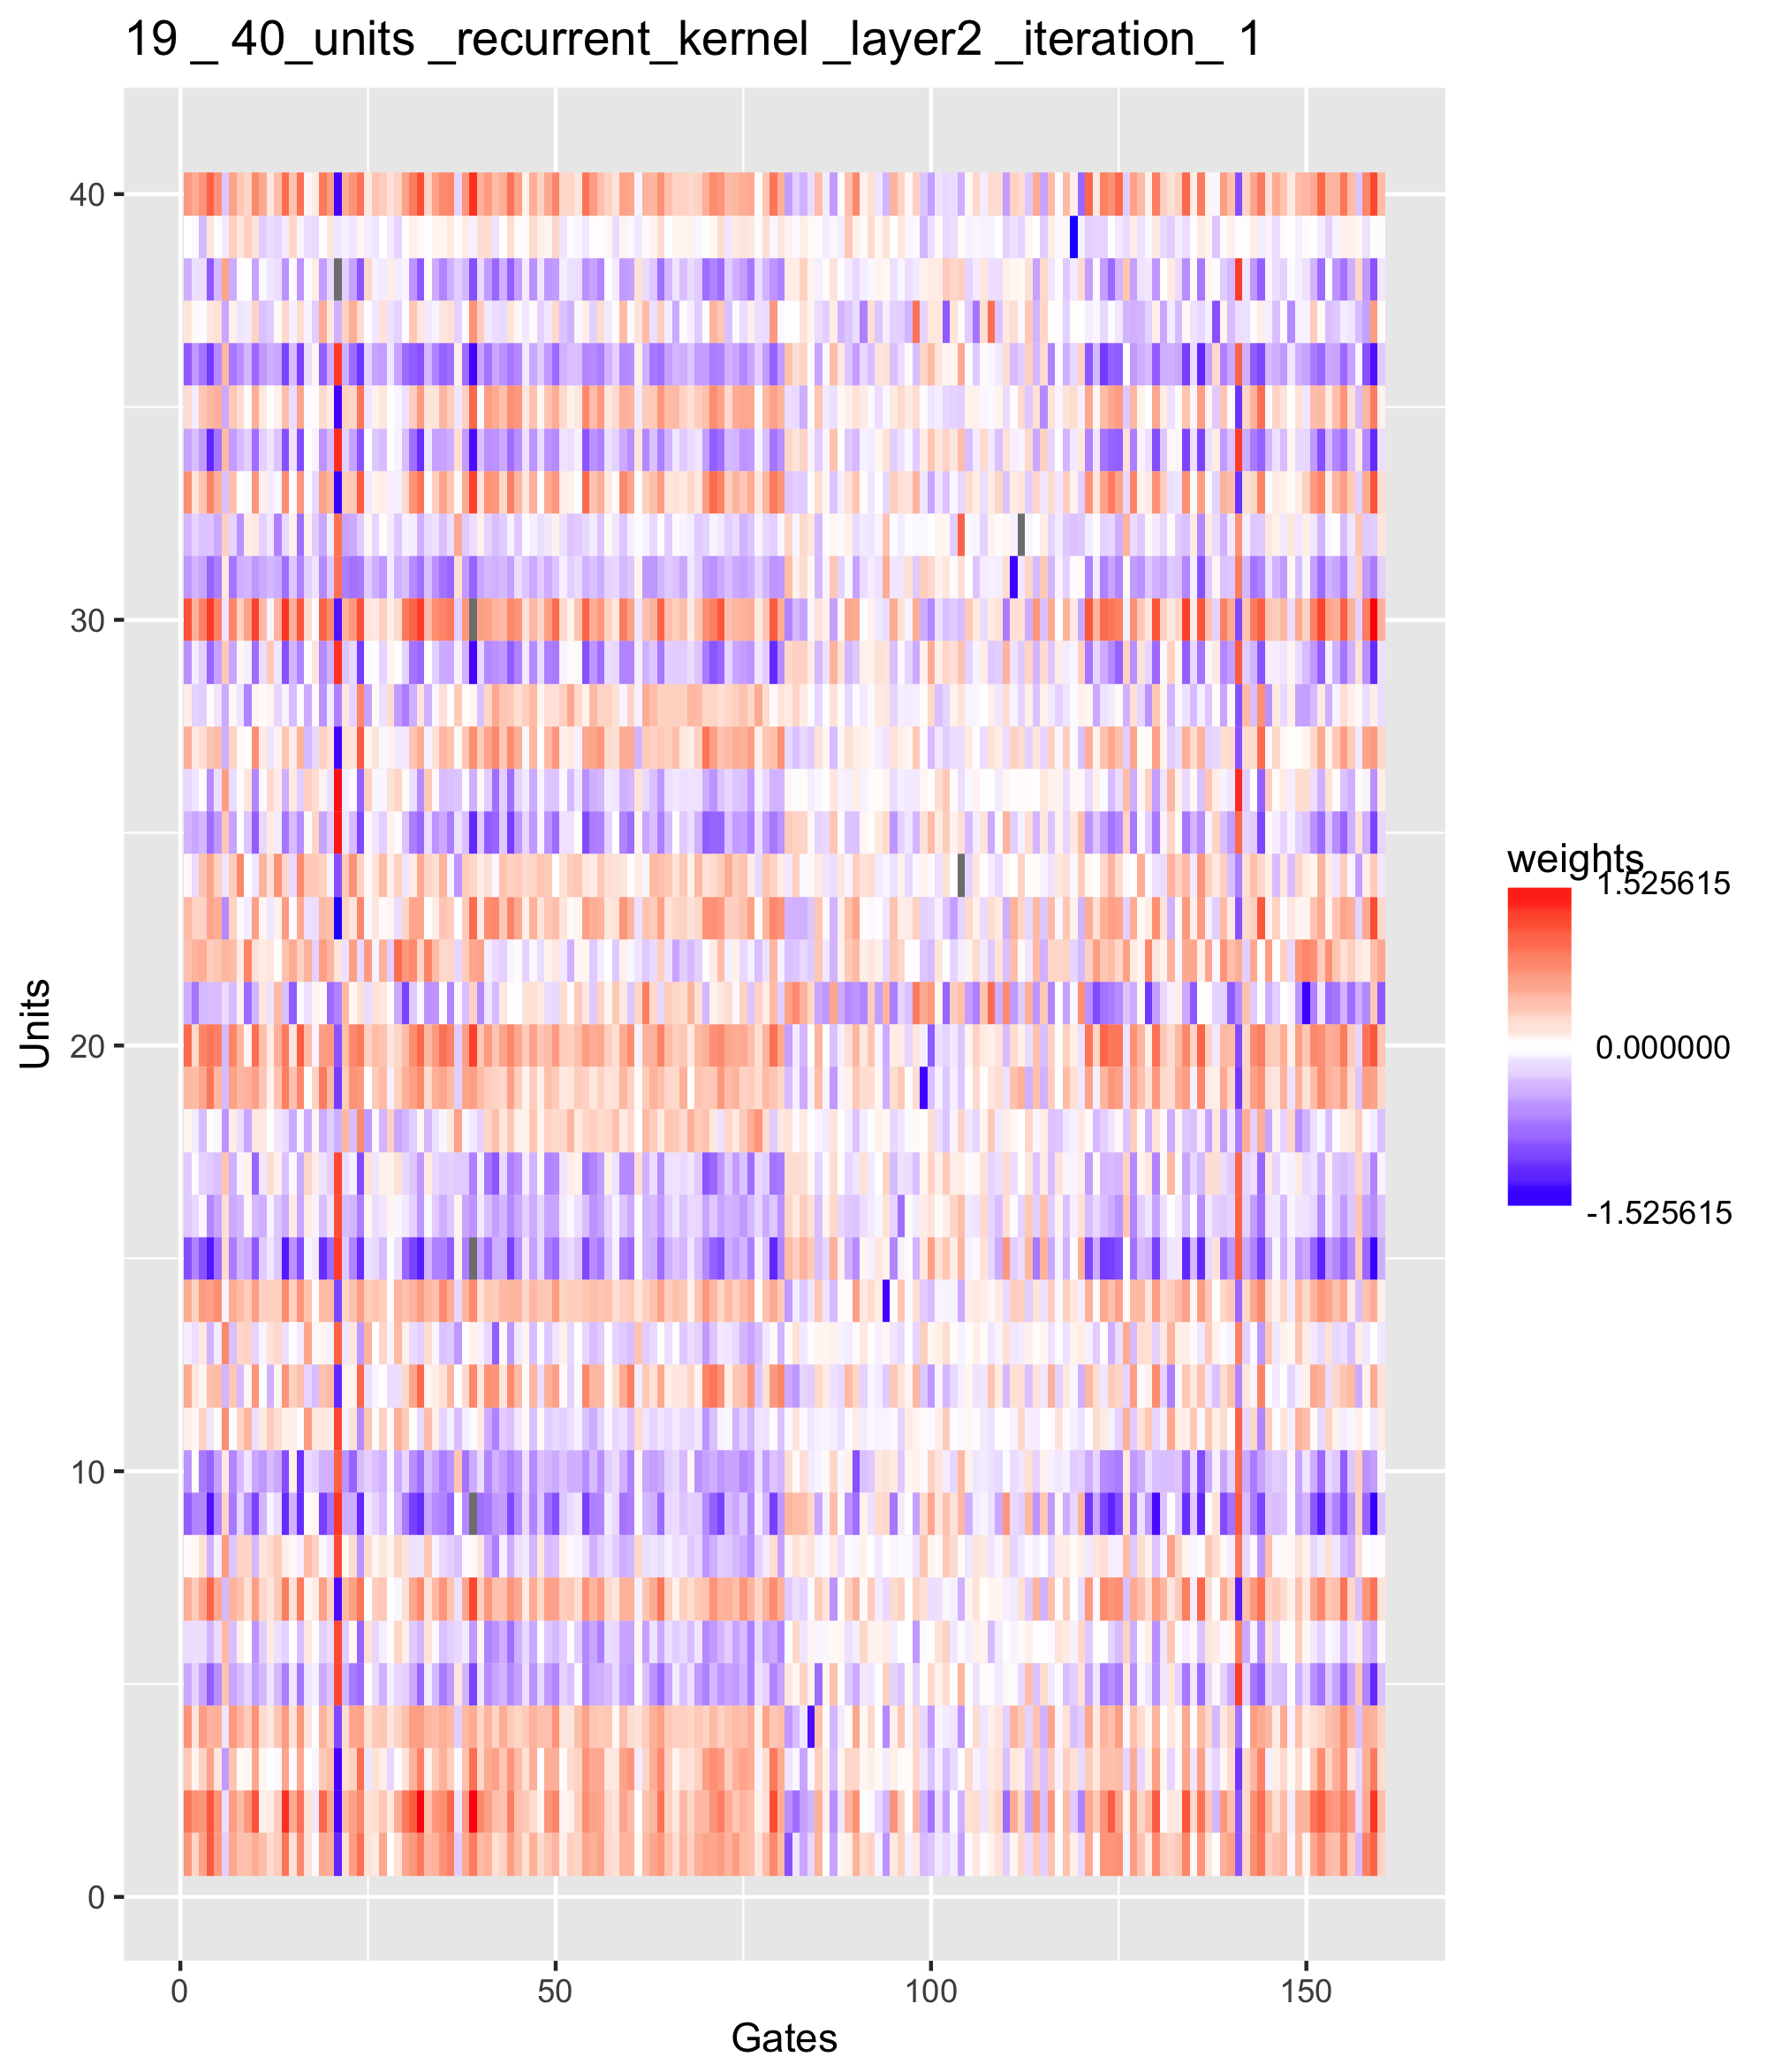 19 _ 40_units _recurrent_kernel _layer2 _iteration_ 1
40
30
20
10
0
Units
0 50 100 150
Gates
weights
1.525615
0.000000
-1.525615